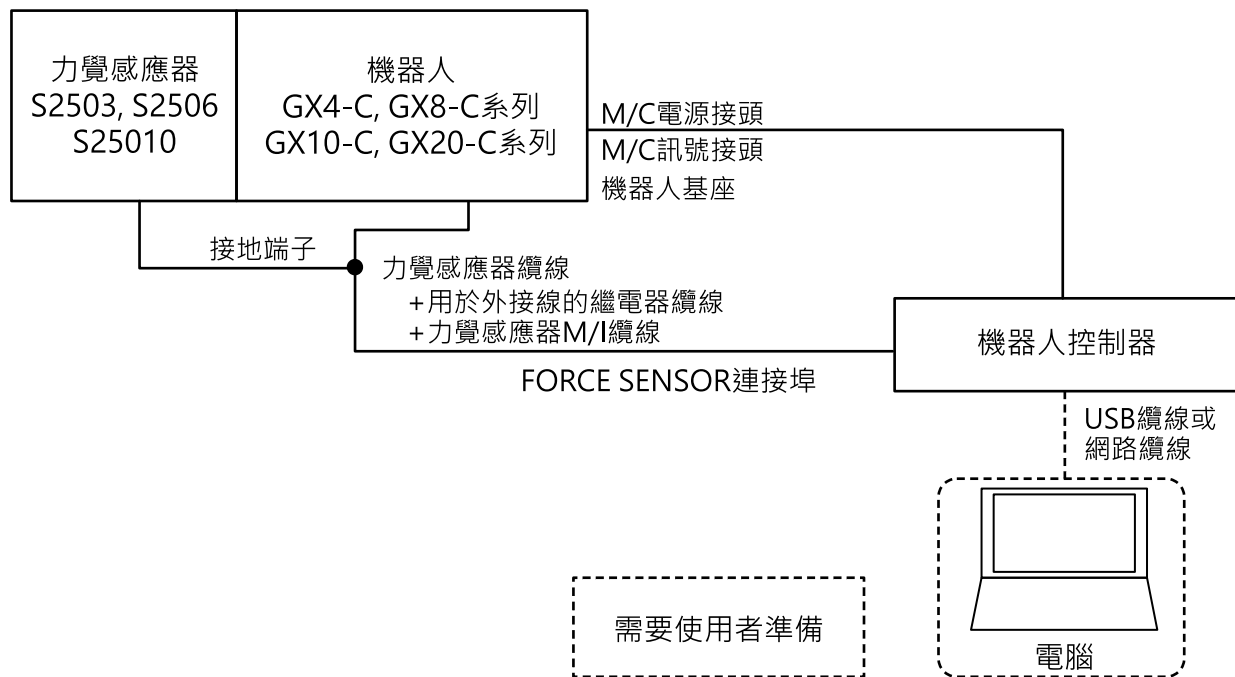 力覺感應器
S2503, S2506
S25010
機器人
GX4-C, GX8-C系列
GX10-C, GX20-C系列
M/C電源接頭
M/C訊號接頭
機器人基座
接地端子
力覺感應器纜線
+用於外接線的繼電器纜線
+力覺感應器M/I纜線
FORCE SENSOR連接埠
機器人控制器
USB纜線或
網路纜線
需要使用者準備
電腦